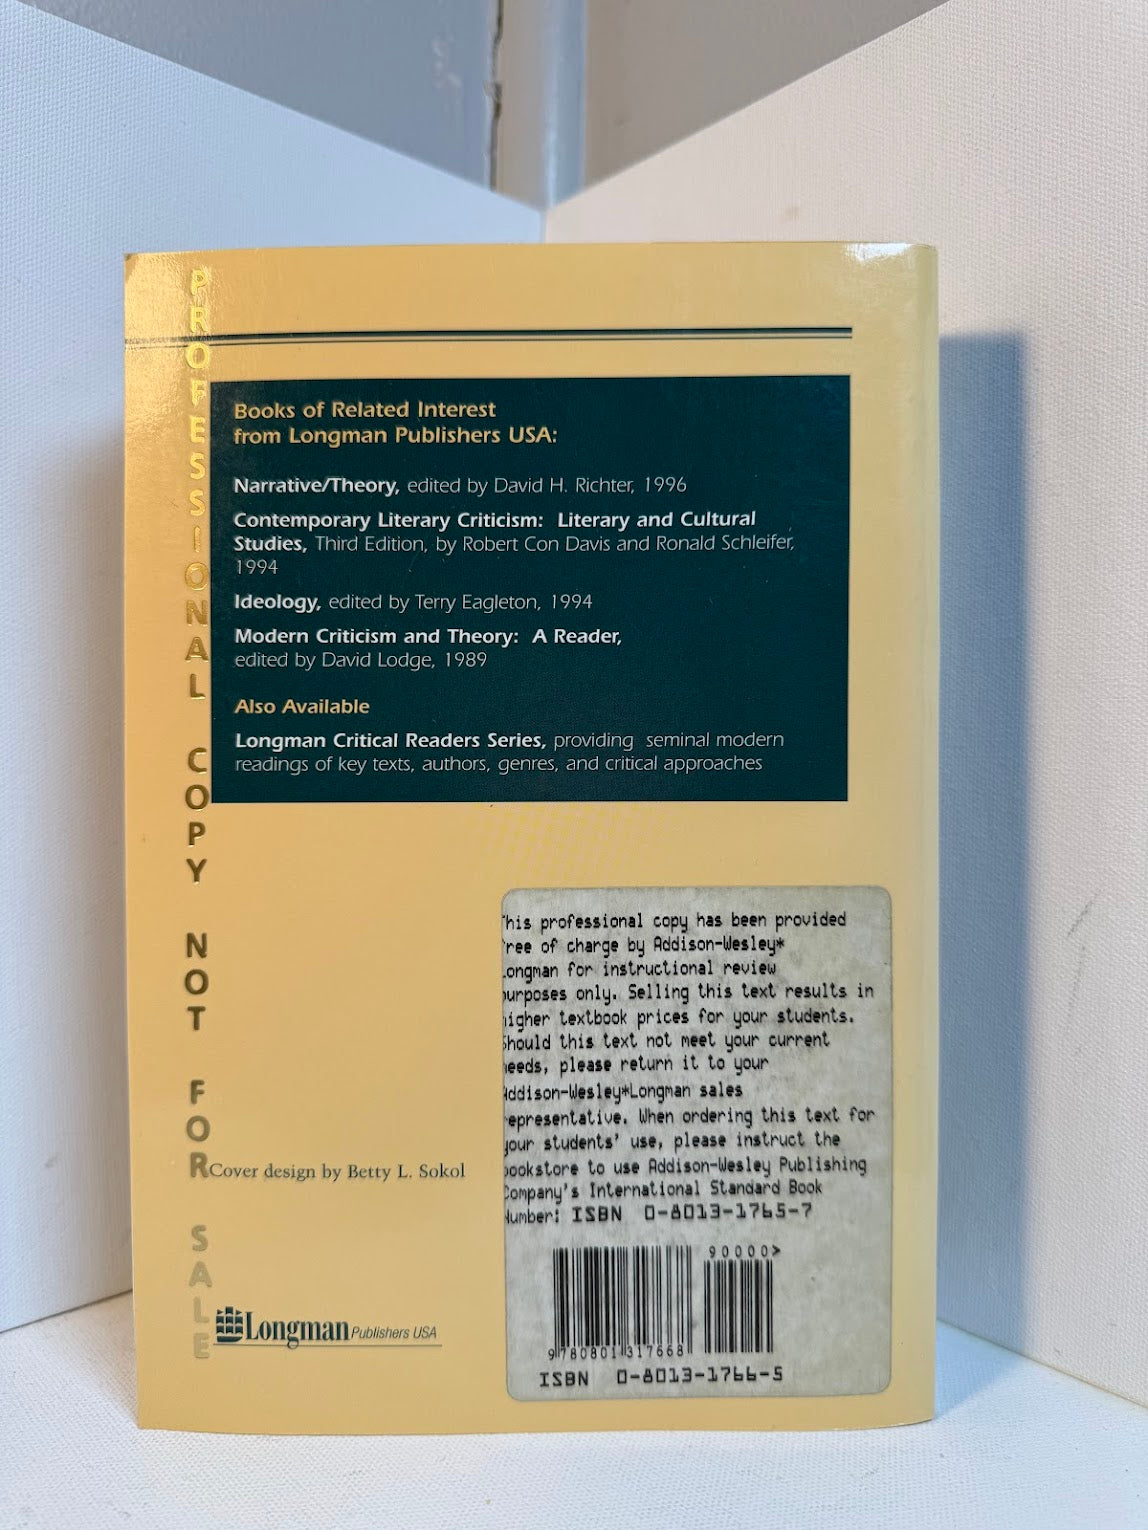 PROFESSIONAL COPY NOT FOR SALE
Books of Related Interest
from Longman Publishers USA:
Narrative/Theory, edited by David H. Richter, 1996
Contemporary Literary Criticism: Literary and Cultural
Studies, Third Edition, by Robert Con Davis and Ronald Schleifer,
1994
Ideology, edited by Terry Eagleton, 1994
Modern Criticism and Theory: A Reader,
edited by David Lodge, 1989
Also Available
Longman Critical Readers Series, providing seminal modern
readings of key texts, authors, genres, and critical approaches
This professional copy has been provided
free of charge by Addison-Wesley*
Longman for instructional review
purposes only. Selling this text results in
higher textbook prices for your students.
Should this text not meet your current
needs, please return it to your
Addison-Wesley*Longman sales
representative. When ordering this text for
your students' use, please instruct the
bookstore to use Addison-Wesley Publishing
Company's International Standard Book
Number: ISBN 0-8013-1765-7
90000>
9 780801 317668
ISBN 0-8013-1766-5
Cover design by Betty L. Sokol
Longman Publishers USA